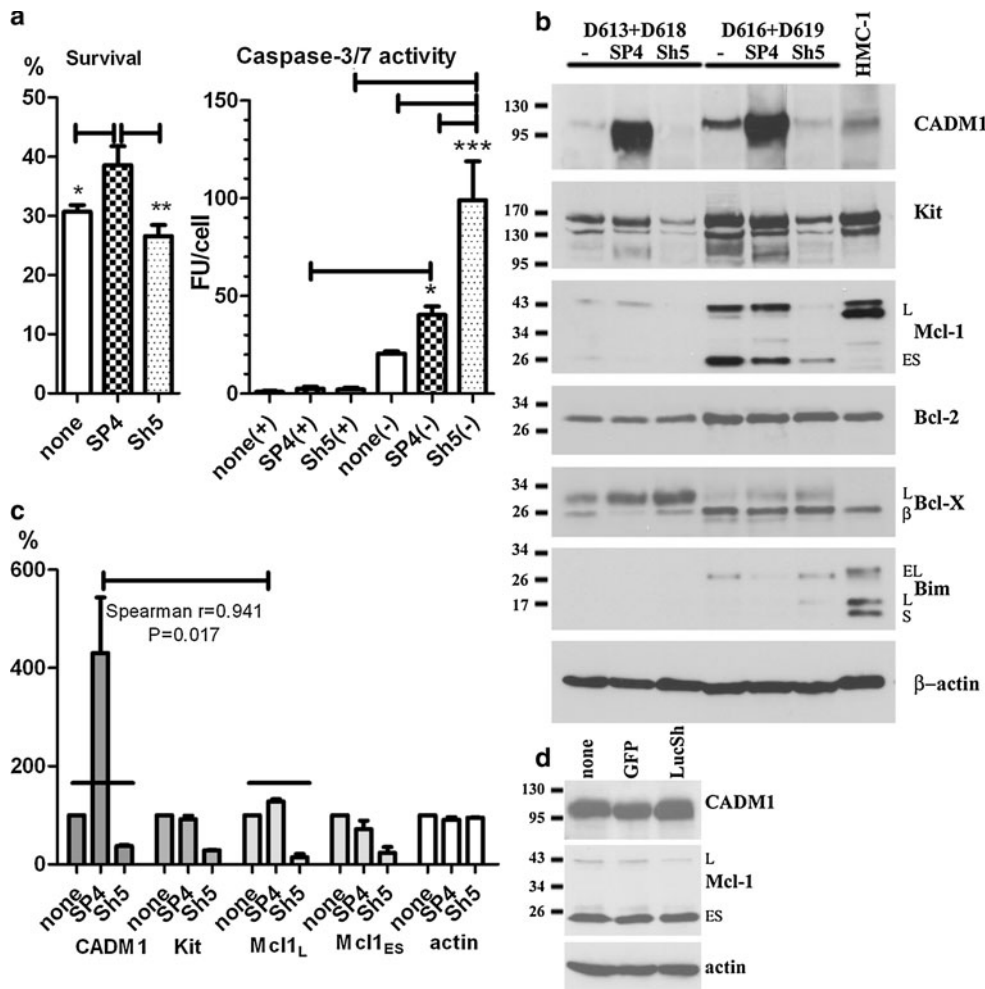 a
Survival
%
50
40
30
20
10
0
*
**
none
SP4
Sh5
Caspase-3/7 activity
FU/cell
150
100
50
0
*
***
none(+)
SP4(+)
Sh5(+)
none(-)
SP4(-)
Sh5(-)
b
D613+D618 D616+D619
- SP4 Sh5 - SP4 Sh5 HMC-1
130
95
CADM1
170
130
95
Kit
43
34
26
L
Mcl-1
ES
34
26
Bcl-2
34
26
L
Bcl-X
β
34
26
17
EL
Bim
L
S
β-actin
c
%
600
400
200
0
Spearman r=0.941
P=0.017
none SP4 Sh5 none SP4 Sh5 none SP4 Sh5 none SP4 Sh5 none SP4 Sh5
CADM1 Kit Mcl1L Mcl1ES actin
d
none GFP LucSh
130
95
CADM1
43
34
26
L
Mcl-1
ES
actin